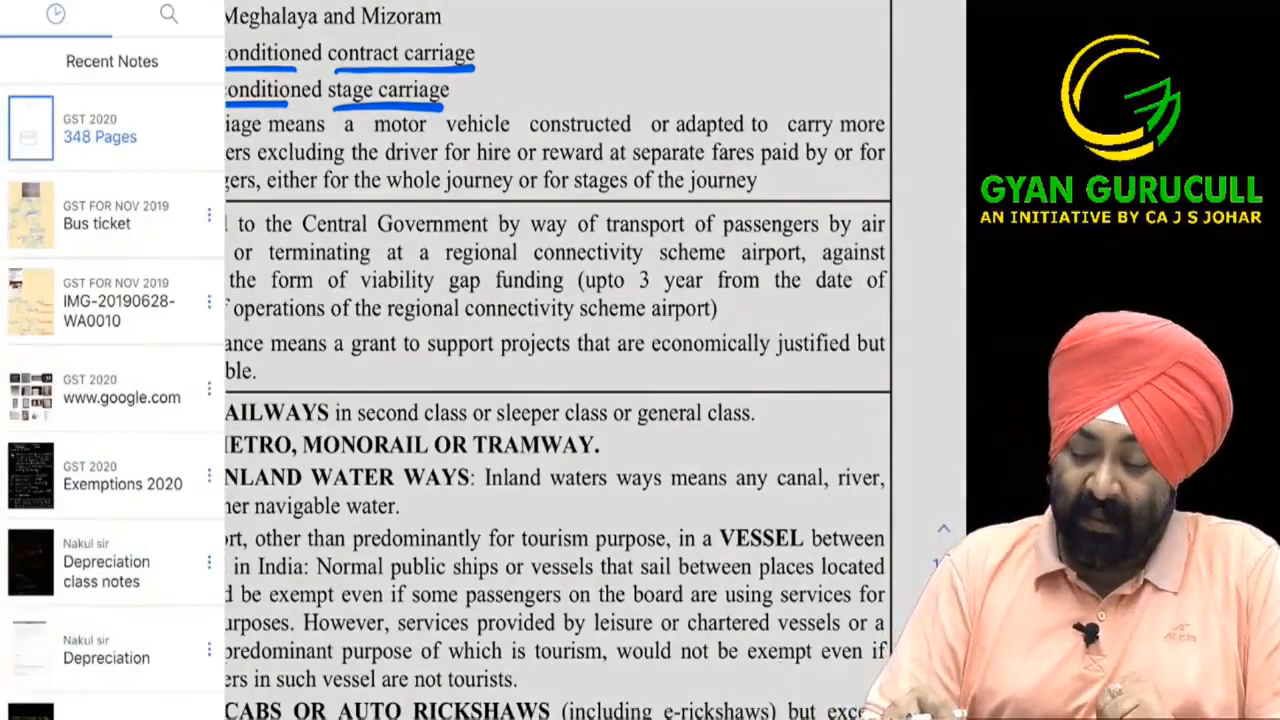 Recent Notes
GST 2020
348 Pages
GST FOR NOV 2019
Bus ticket
GST FOR NOV 2019
IMG-20190628-
WA0010
GST 2020
www.google.com
GST 2020
Exemptions 2020
Nakul sir
Depreciation
class notes
Nakul sir
Depreciation
Meghalaya and Mizoram
conditioned contract carriage
conditioned stage carriage
iage means a motor vehicle constructed or adapted to carry more
ers excluding the driver for hire or reward at separate fares paid by or for
gers, either for the whole journey or for stages of the journey
to the Central Government by way of transport of passengers by air
or terminating at a regional connectivity scheme airport, against
the form of viability gap funding (upto 3 year from the date of
operations of the regional connectivity scheme airport)
ance means a grant to support projects that are economically justified but
ble.
AILWAYS in second class or sleeper class or general class.
ETRO, MONORAIL OR TRAMWAY.
NLAND WATER WAYS: Inland waters ways means any canal, river,
her navigable water.
rt, other than predominantly for tourism purpose, in a VESSEL between
in India: Normal public ships or vessels that sail between places located
d be exempt even if some passengers on the board are using services for
urposes. However, services provided by leisure or chartered vessels or a
predominant purpose of which is tourism, would not be exempt even if
ers in such vessel are not tourists.
CABS OR AUTO RICKSHAWS (including e-rickshaws) but exce
GYAN GURUCULL
AN INITIATIVE BY CA J S JOHAR